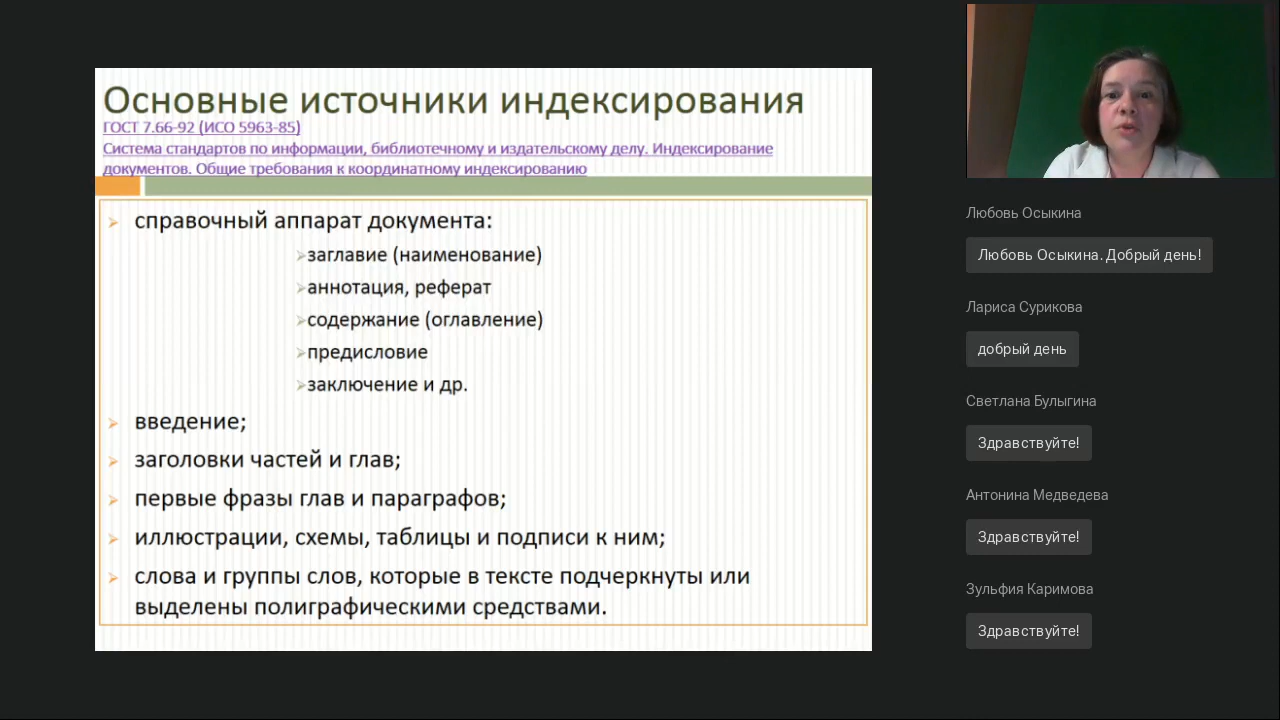 Основные источники индексирования
ГОСТ 7.66-92 (ИСО 5963-85)
Система стандартов по информации, библиотечному и издательскому делу. Индексирование
документов. Общие требования к координатному индексированию
справочный аппарат документа:
заглавие (наименование)
аннотация, реферат
содержание (оглавление)
предисловие
заключение и др.
введение;
заголовки частей и глав;
первые фразы глав и параграфов;
иллюстрации, схемы, таблицы и подписи к ним;
слова и группы слов, которые в тексте подчеркнуты или
выделены полиграфическими средствами.
Любовь Осыкина
Любовь Осыкина. Добрый день!
Лариса Сурикова
добрый день
Светлана Булыгина
Здравствуйте!
Антонина Медведева
Здравствуйте!
Зульфия Каримова
Здравствуйте!